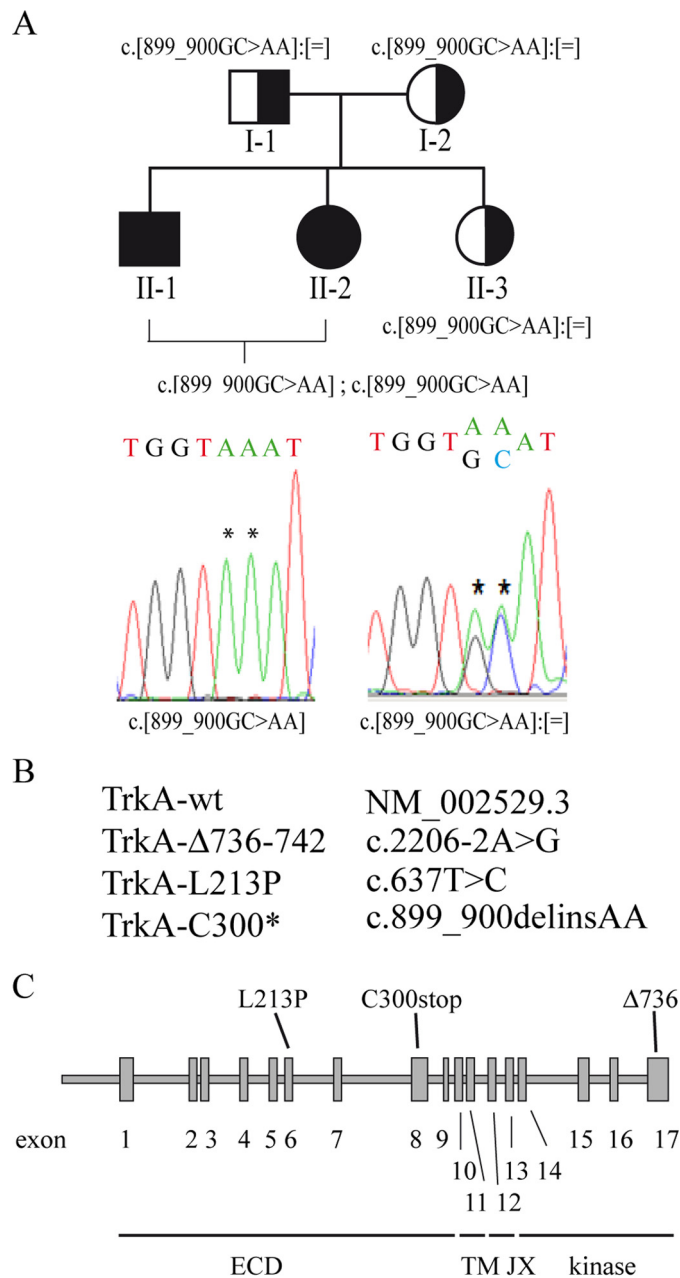 A
c.[899_900GC>AA]:[=] c.[899_900GC>AA]:[=]
I-1 I-2
II-1 II-2 II-3
c.[899_900GC>AA]:[=]
c.[899 900GC>AA] ; c.[899_900GC>AA]
T G G T A A A T
A A
T G G T A T
G C
* *
* *
c.[899_900GC>AA] c.[899_900GC>AA]:[=]
B
TrkA-wt NM_002529.3
TrkA-Δ736-742 c.2206-2A>G
TrkA-L213P c.637T>C
TrkA-C300* c.899_900delinsAA
C
L213P C300stop Δ736
exon 1 2 3 4 5 6 7 8 9 15 16 17
10 13 14
11 12
ECD TM JX kinase